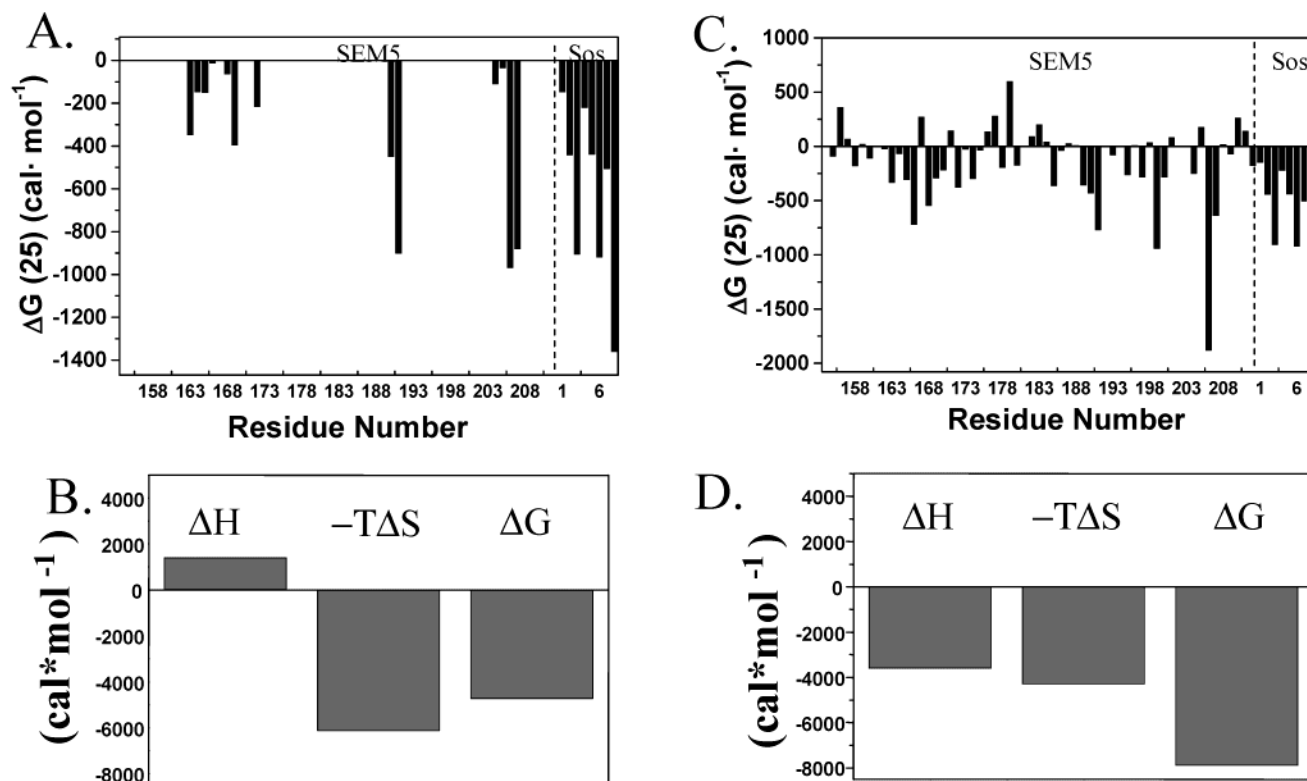 A.
SEM5
Sos
0
-200
-400
-600
-800
-1000
-1200
-1400
ΔG (25) (cal· mol⁻¹)
158 163 168 173 178 183 188 193 198 203 208 1 6
Residue Number
C.
SEM5
Sos
1000
500
0
-500
-1000
-1500
-2000
ΔG (25) (cal· mol⁻¹)
158 163 168 173 178 183 188 193 198 203 208 1 6
Residue Number
B.
ΔH –TΔS ΔG
4000
2000
0
-2000
-4000
-6000
-8000
(cal*mol⁻¹)
D.
ΔH –TΔS ΔG
4000
2000
0
-2000
-4000
-6000
-8000
(cal*mol⁻¹)